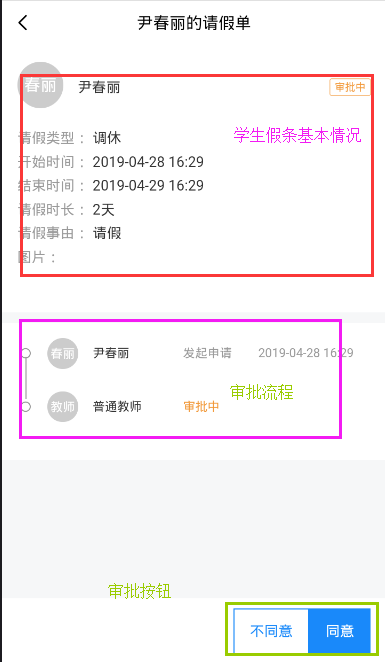 尹春丽的请假单
春丽 尹春丽 审批中
请假类型： 调休
学生假条基本情况
开始时间： 2019-04-28 16:29
结束时间： 2019-04-29 16:29
请假时长： 2天
请假事由： 请假
图片：
春丽 尹春丽 发起申请 2019-04-28 16:29
审批流程
教师 普通教师 审批中
审批按钮
不同意 同意